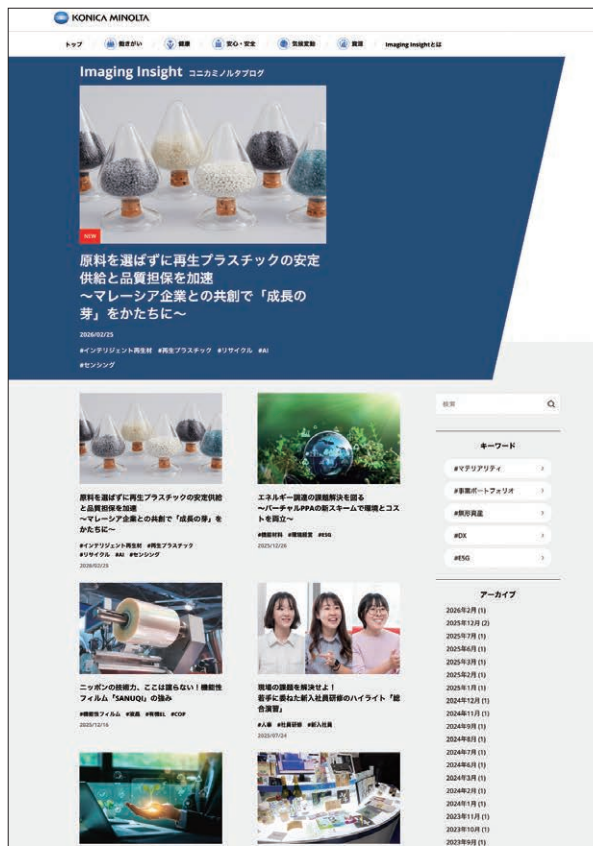 KONICA MINOLTA
トップ
働きがい
健康
安心・安全
気候変動
資源
Imaging Insightとは
Imaging Insight コニカミノルタブログ
NEW
原料を選ばずに再生プラスチックの安定
供給と品質担保を加速
～マレーシア企業との共創で「成長の
芽」をかたちに～
2026/02/25
#インテリジェント再生材 #再生プラスチック #リサイクル #AI
#センシング
原料を選ばずに再生プラスチックの安定供給
と品質担保を加速
～マレーシア企業との共創で「成長の芽」を
かたちに～
#インテリジェント再生材 #再生プラスチック
#リサイクル #AI #センシング
2026/02/25
エネルギー調達の課題解決を図る
～バーチャルPPAの新スキームで環境とコス
トを両立～
#機能材料 #環境経営 #ESG
2025/12/26
ニッポンの技術力、ここは譲らない！機能性
フィルム「SANUQI」の強み
#機能性フィルム #液晶 #有機EL #COP
2025/12/16
現場の課題を解決せよ！
若手に委ねた新入社員研修のハイライト「総
合演習」
#人事 #社員研修 #新入社員
2025/07/24
検索
キーワード
#マテリアリティ
#事業ポートフォリオ
#無形資産
#DX
#ESG
アーカイブ
2026年2月 (1)
2025年12月 (2)
2025年7月 (1)
2025年6月 (1)
2025年3月 (1)
2025年2月 (1)
2025年1月 (1)
2024年12月 (1)
2024年11月 (1)
2024年9月 (1)
2024年8月 (1)
2024年7月 (1)
2024年6月 (1)
2024年3月 (1)
2024年2月 (1)
2024年1月 (1)
2023年11月 (1)
2023年10月 (1)
2023年9月 (1)